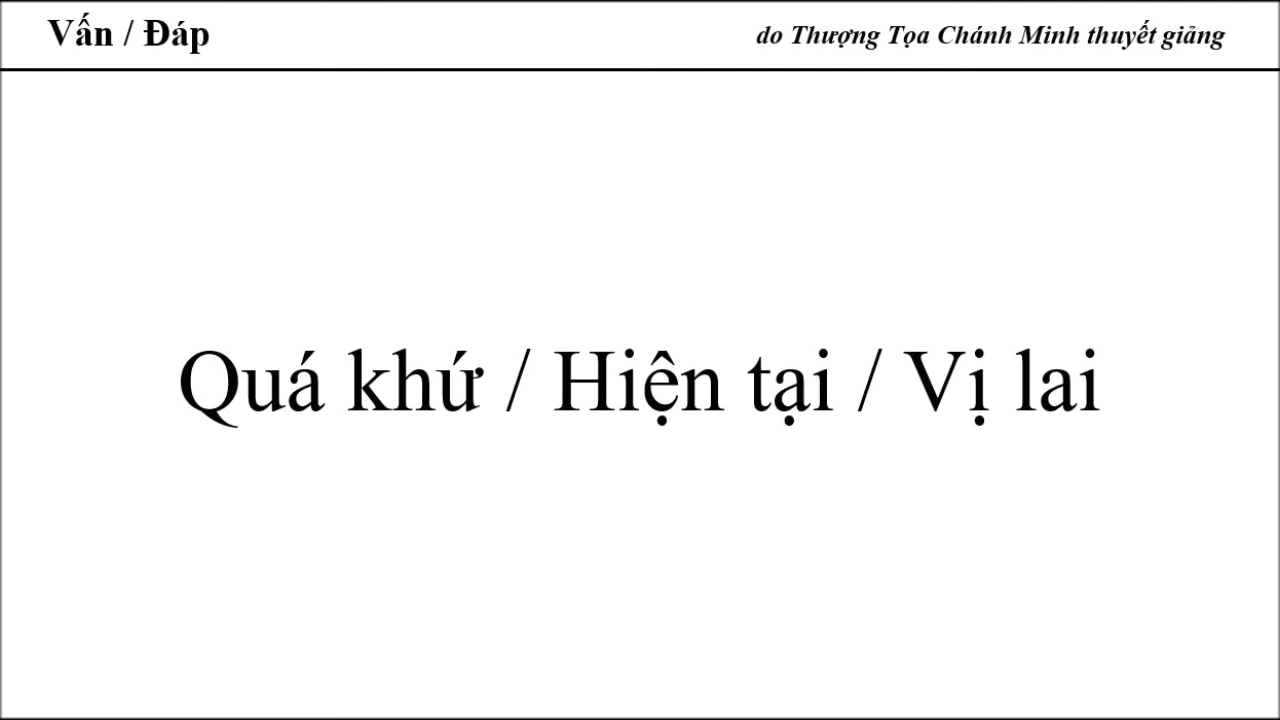 Vấn / Đáp
do Thượng Tọa Chánh Minh thuyết giảng
Quá khứ / Hiện tại / Vị lai